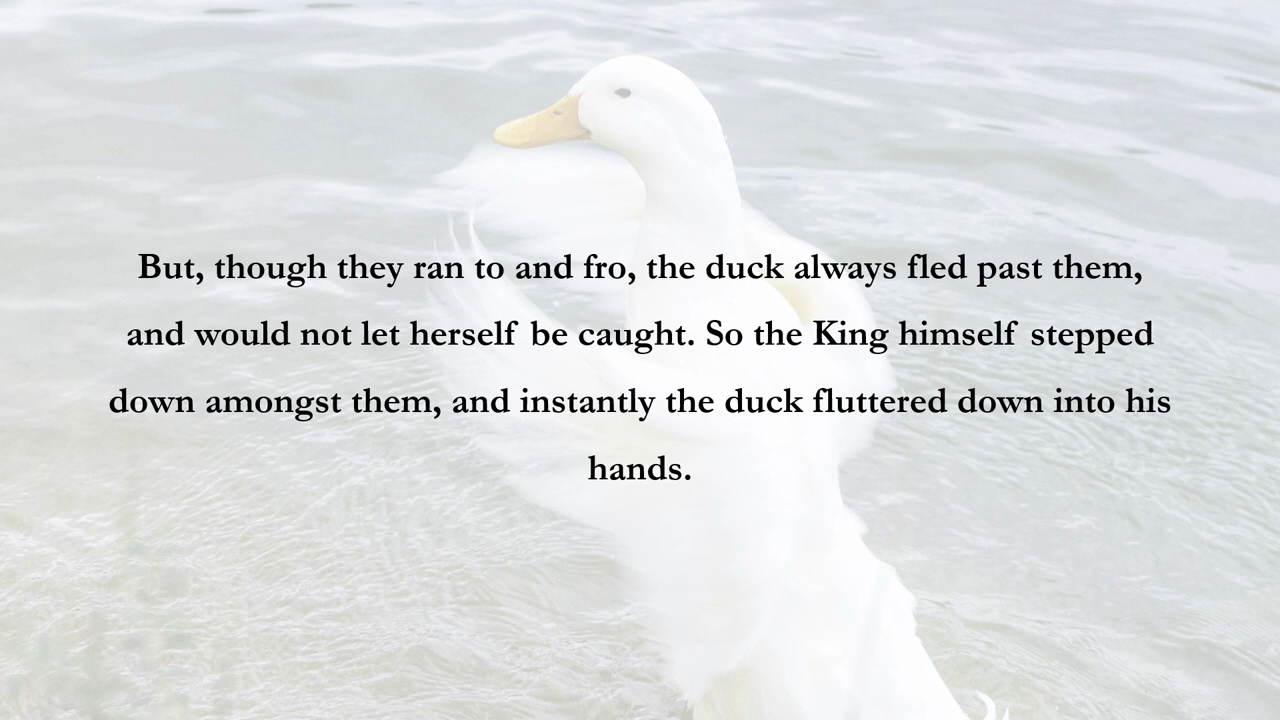 But, though they ran to and fro, the duck always fled past them,
and would not let herself be caught. So the King himself stepped
down amongst them, and instantly the duck fluttered down into his
hands.